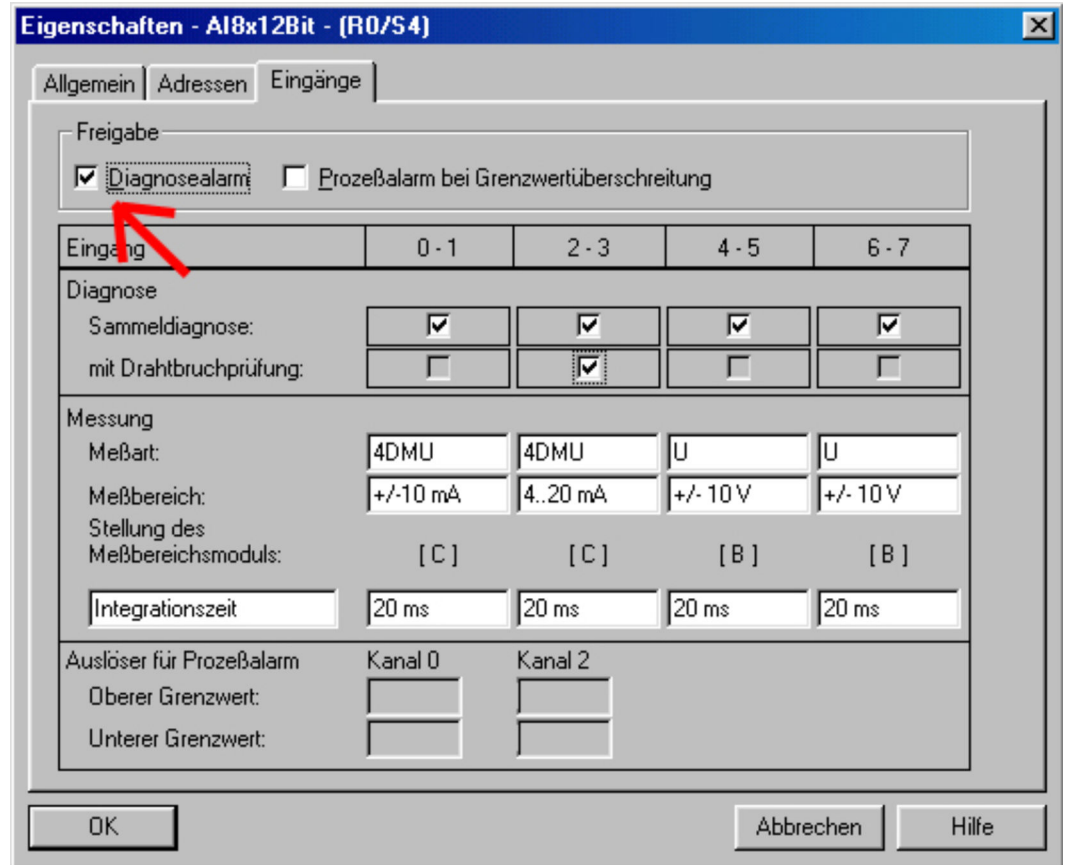 Eigenschaften - AI8x12Bit - (R0/S4)
Allgemein Adressen Eingänge
Freigabe
Diagnosealarm Prozeßalarm bei Grenzwertüberschreitung
Eingang 0 - 1 2 - 3 4 - 5 6 - 7
Diagnose
Sammeldiagnose:
mit Drahtbruchprüfung:
Messung
Meßart: 4DMU 4DMU U U
Meßbereich: +/-10 mA 4..20 mA +/- 10 V +/- 10 V
Stellung des
Meßbereichsmoduls: [ C ] [ C ] [ B ] [ B ]
Integrationszeit 20 ms 20 ms 20 ms 20 ms
Auslöser für Prozeßalarm Kanal 0 Kanal 2
Oberer Grenzwert:
Unterer Grenzwert:
OK Abbrechen Hilfe